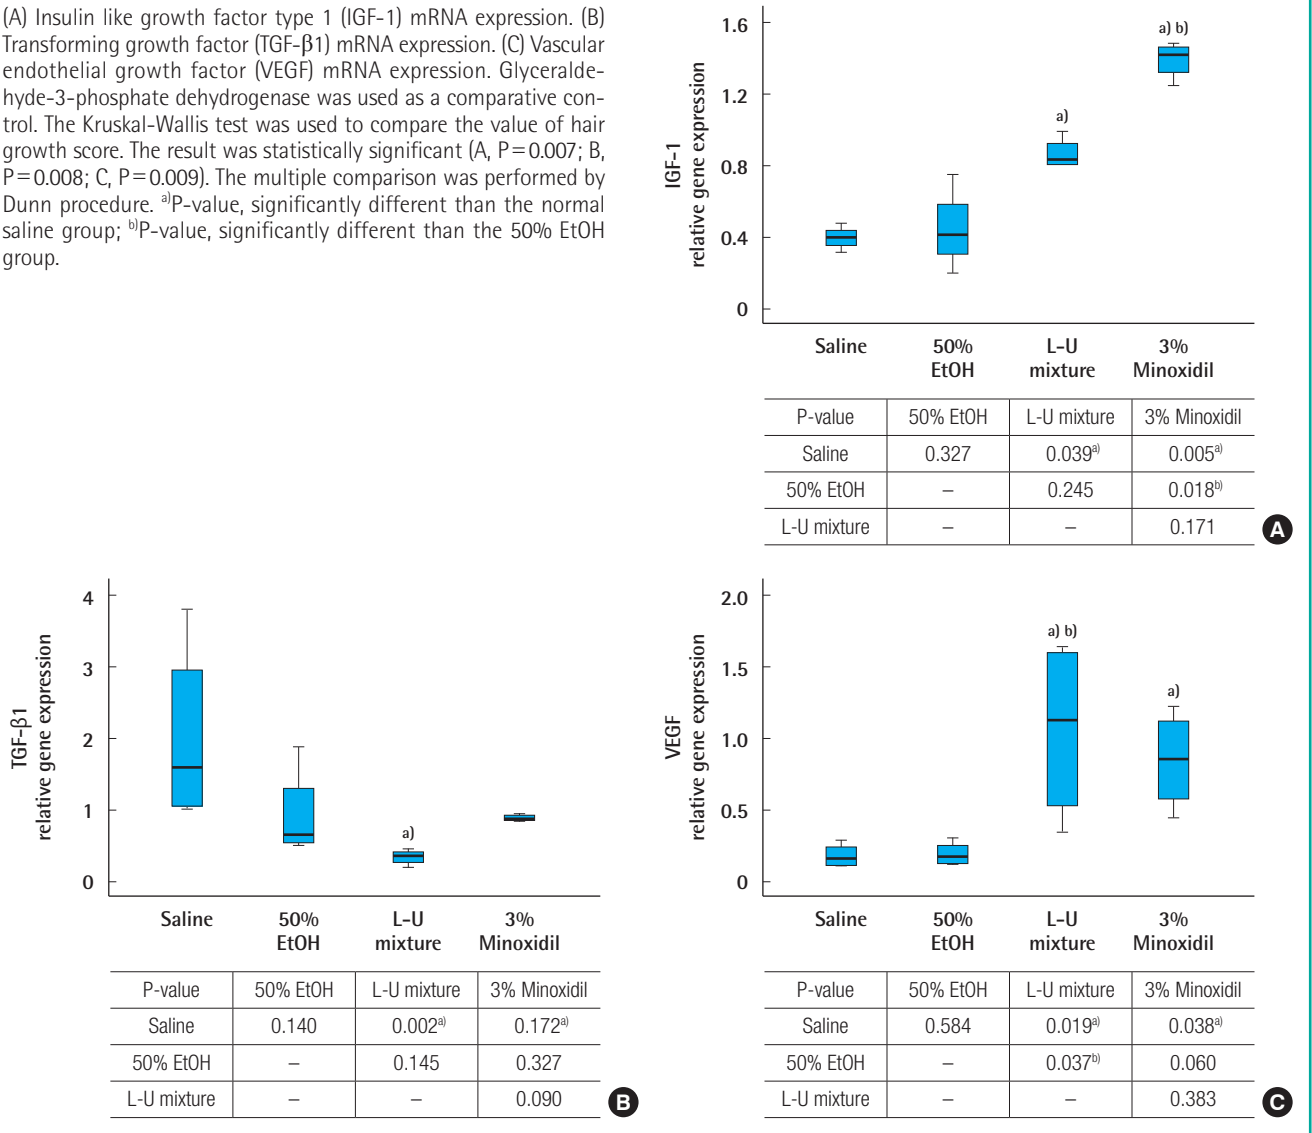 (A) Insulin like growth factor type 1 (IGF-1) mRNA expression. (B)
Transforming growth factor (TGF-β1) mRNA expression. (C) Vascular
endothelial growth factor (VEGF) mRNA expression. Glyceralde-
hyde-3-phosphate dehydrogenase was used as a comparative con-
trol. The Kruskal-Wallis test was used to compare the value of hair
growth score. The result was statistically significant (A, P=0.007; B,
P=0.008; C, P=0.009). The multiple comparison was performed by
Dunn procedure. a)P-value, significantly different than the normal
saline group; b)P-value, significantly different than the 50% EtOH
group.
IGF-1
relative gene expression
1.6
1.2
0.8
0.4
0
a)
a) b)
Saline 50% EtOH L-U mixture 3% Minoxidil
P-value 50% EtOH L-U mixture 3% Minoxidil
Saline 0.327 0.039a) 0.005a)
50% EtOH – 0.245 0.018b)
L-U mixture – – 0.171
A
TGF-β1
relative gene expression
4
3
2
1
0
a)
Saline 50% EtOH L-U mixture 3% Minoxidil
P-value 50% EtOH L-U mixture 3% Minoxidil
Saline 0.140 0.002a) 0.172a)
50% EtOH – 0.145 0.327
L-U mixture – – 0.090
B
VEGF
relative gene expression
2.0
1.5
1.0
0.5
0
a) b)
a)
Saline 50% EtOH L-U mixture 3% Minoxidil
P-value 50% EtOH L-U mixture 3% Minoxidil
Saline 0.584 0.019a) 0.038a)
50% EtOH – 0.037b) 0.060
L-U mixture – – 0.383
C